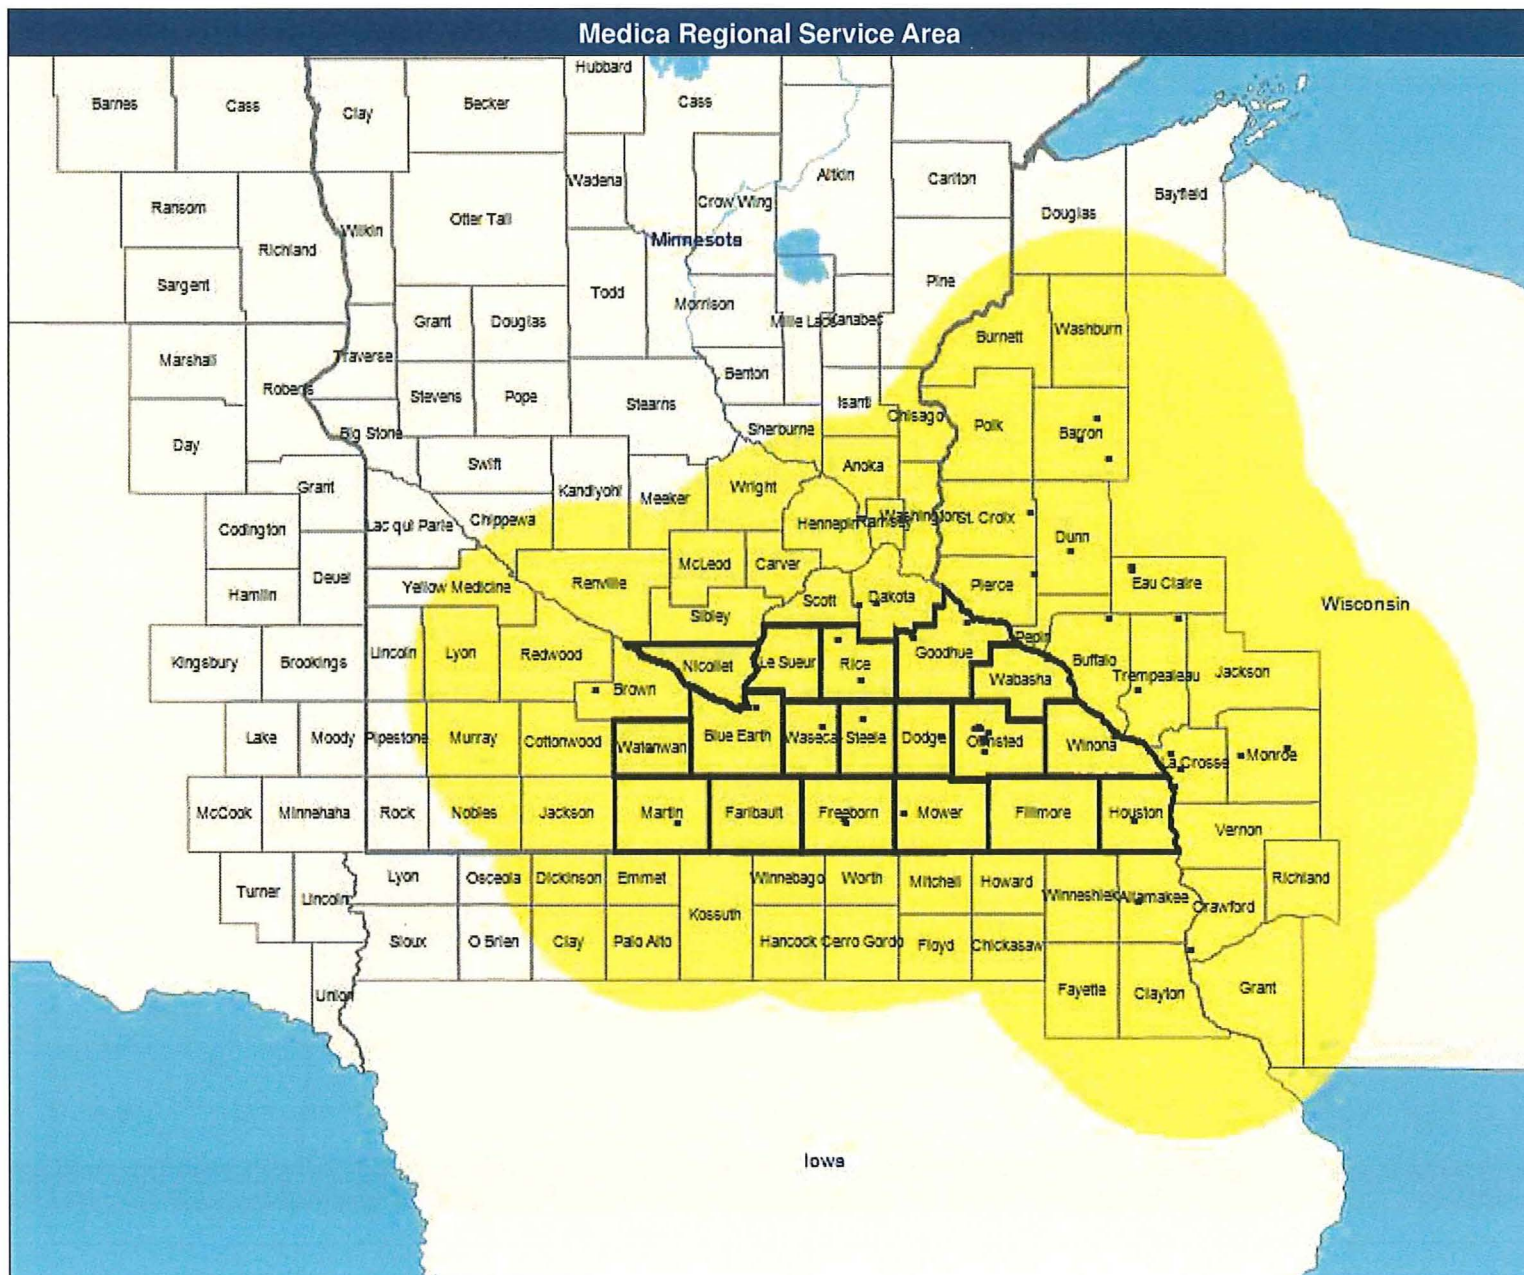 Medica Regional Service Area
Hubbard
Barnes
Cass
Clay
Becker
Cass
Wadena
Aitkin
Carlton
Ransom
Otter Tail
Crow Wing
Bayfield
Douglas
Wilkin
Richland
Minnesota
Sargent
Todd
Pine
Morrison
Grant
Douglas
Mille Lacs
Kanabec
Burnett
Washburn
Marshall
Traverse
Benton
Roberts
Stevens
Pope
Stearns
Isanti
Chisago
Polk
Barron
Day
Big Stone
Sherburne
Swift
Anoka
Grant
Kandiyohi
Meeker
Wright
Codington
Lac qui Parle
Chippewa
Hennepin
Ramsey
Washington
St. Croix
Dunn
Deuel
McLeod
Carver
Hamlin
Yellow Medicine
Renville
Pierce
Eau Claire
Scott
Dakota
Wisconsin
Sibley
Kingsbury
Brookings
Lincoln
Lyon
Redwood
Nicollet
Le Sueur
Rice
Goodhue
Pepin
Buffalo
Trempealeau
Jackson
Brown
Wabasha
Lake
Moody
Pipestone
Murray
Cottonwood
Watonwan
Blue Earth
Waseca
Steele
Dodge
Olmsted
Winona
La Crosse
Monroe
McCook
Minnehaha
Rock
Nobles
Jackson
Martin
Faribault
Freeborn
Mower
Fillmore
Houston
Vernon
Turner
Lincoln
Lyon
Osceola
Dickinson
Emmet
Winnebago
Worth
Mitchell
Howard
Winneshiek
Allamakee
Crawford
Richland
Kossuth
Sioux
O Brien
Clay
Palo Alto
Hancock
Cerro Gordo
Floyd
Chickasaw
Union
Fayette
Clayton
Grant
Iowa